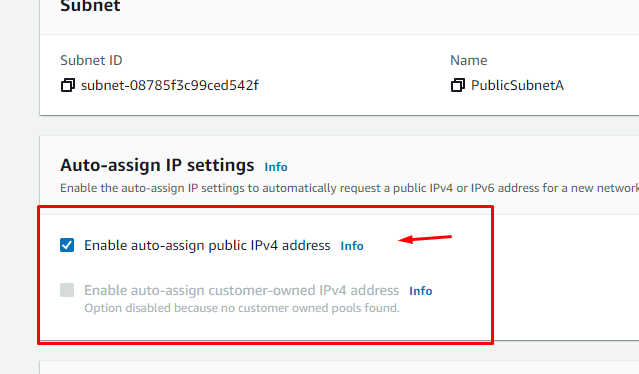 Subnet
Subnet ID
Name
subnet-08785f3c99ced542f
PublicSubnetA
Auto-assign IP settings Info
Enable the auto-assign IP settings to automatically request a public IPv4 or IPv6 address for a new network
Enable auto-assign public IPv4 address Info
Enable auto-assign customer-owned IPv4 address Info
Option disabled because no customer owned pools found.